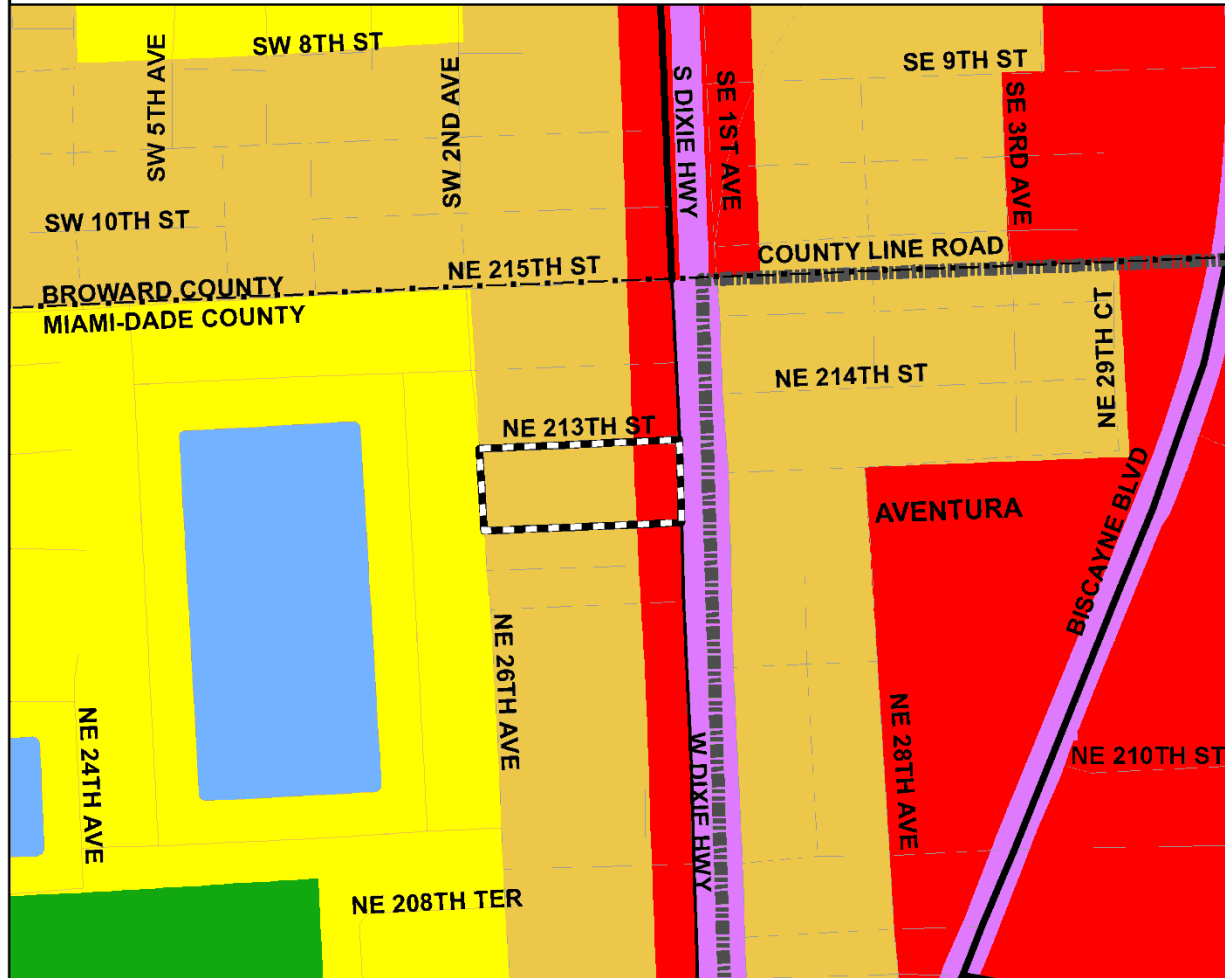 SW 8TH ST
SW 5TH AVE
SW 2ND AVE
S DIXIE HWY
SE 1ST AVE
SE 9TH ST
SE 3RD AVE
SW 10TH ST
COUNTY LINE ROAD
NE 215TH ST
BROWARD COUNTY
MIAMI-DADE COUNTY
NE 29TH CT
NE 214TH ST
NE 213TH ST
AVENTURA
BISCAYNE BLVD
NE 26TH AVE
NE 24TH AVE
W DIXIE HWY
NE 28TH AVE
NE 210TH ST
NE 208TH TER